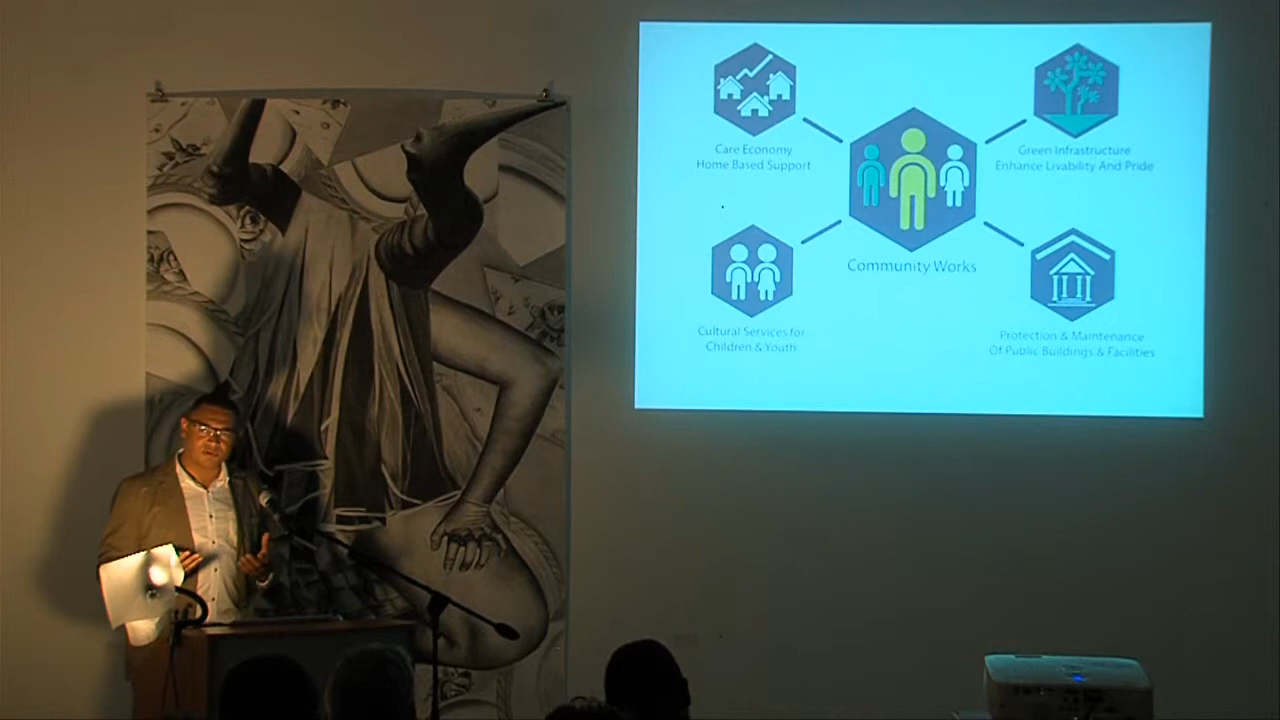 Care Economy
Home Based Support
Green Infrastructure
Enhance Livability And Pride
Community Works
Cultural Services for
Children & Youth
Protection & Maintenance
Of Public Buildings & Facilities